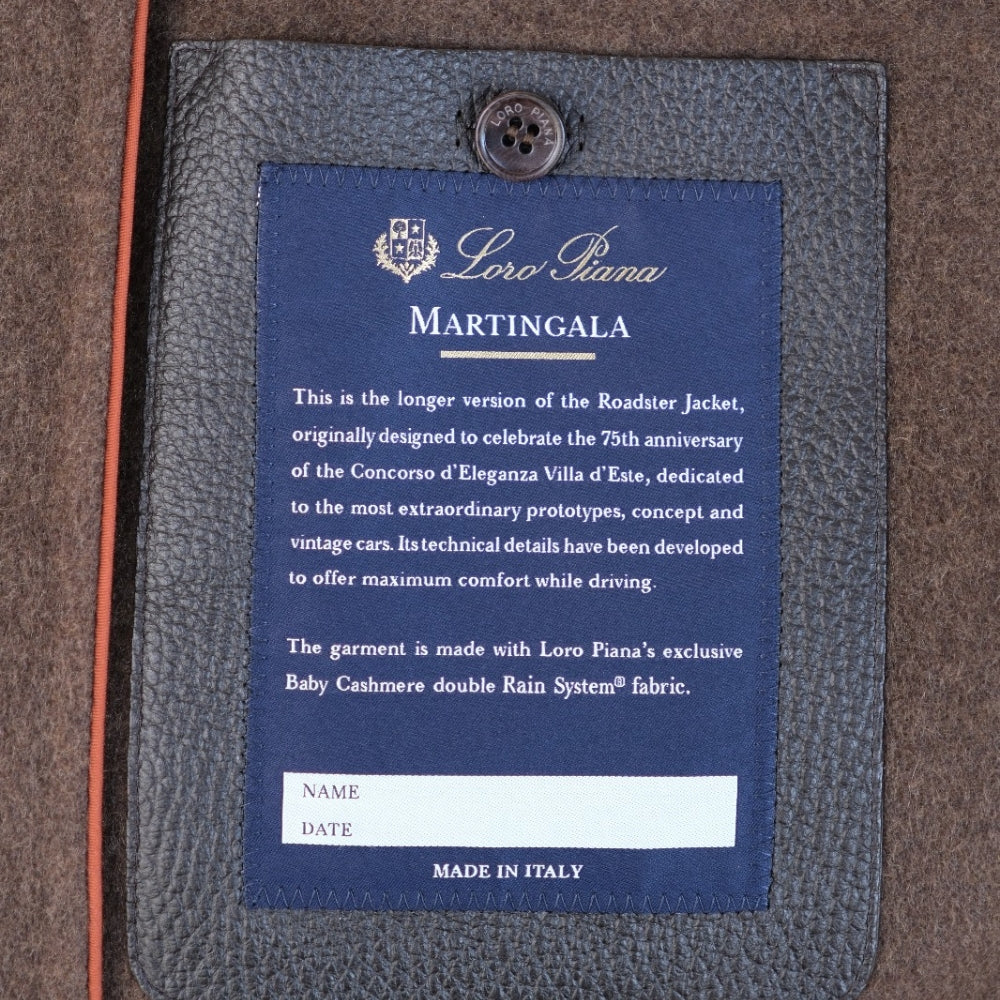 LORO PIANA
Loro Piana
MARTINGALA
This is the longer version of the Roadster Jacket,
originally designed to celebrate the 75th anniversary
of the Concorso d'Eleganza Villa d'Este, dedicated
to the most extraordinary prototypes, concept and
vintage cars. Its technical details have been developed
to offer maximum comfort while driving.
The garment is made with Loro Piana's exclusive
Baby Cashmere double Rain System® fabric.
NAME
DATE
MADE IN ITALY